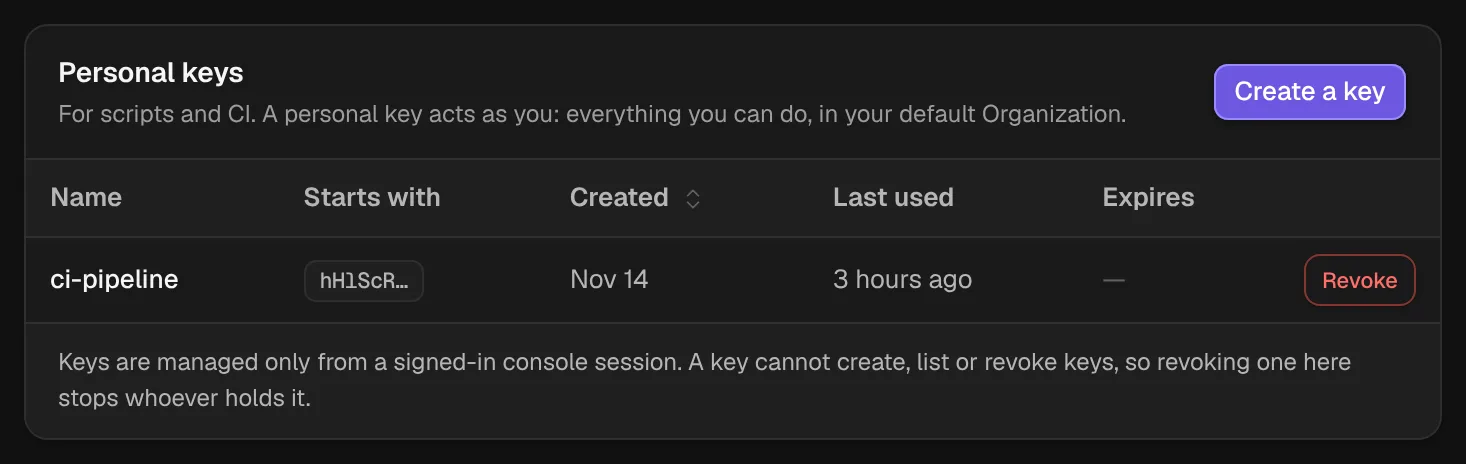 Personal keys
For scripts and CI. A personal key acts as you: everything you can do, in your default Organization.
Create a key
Name Starts with Created Last used Expires
ci-pipeline hHlScR… Nov 14 3 hours ago — Revoke
Keys are managed only from a signed-in console session. A key cannot create, list or revoke keys, so revoking one here
stops whoever holds it.